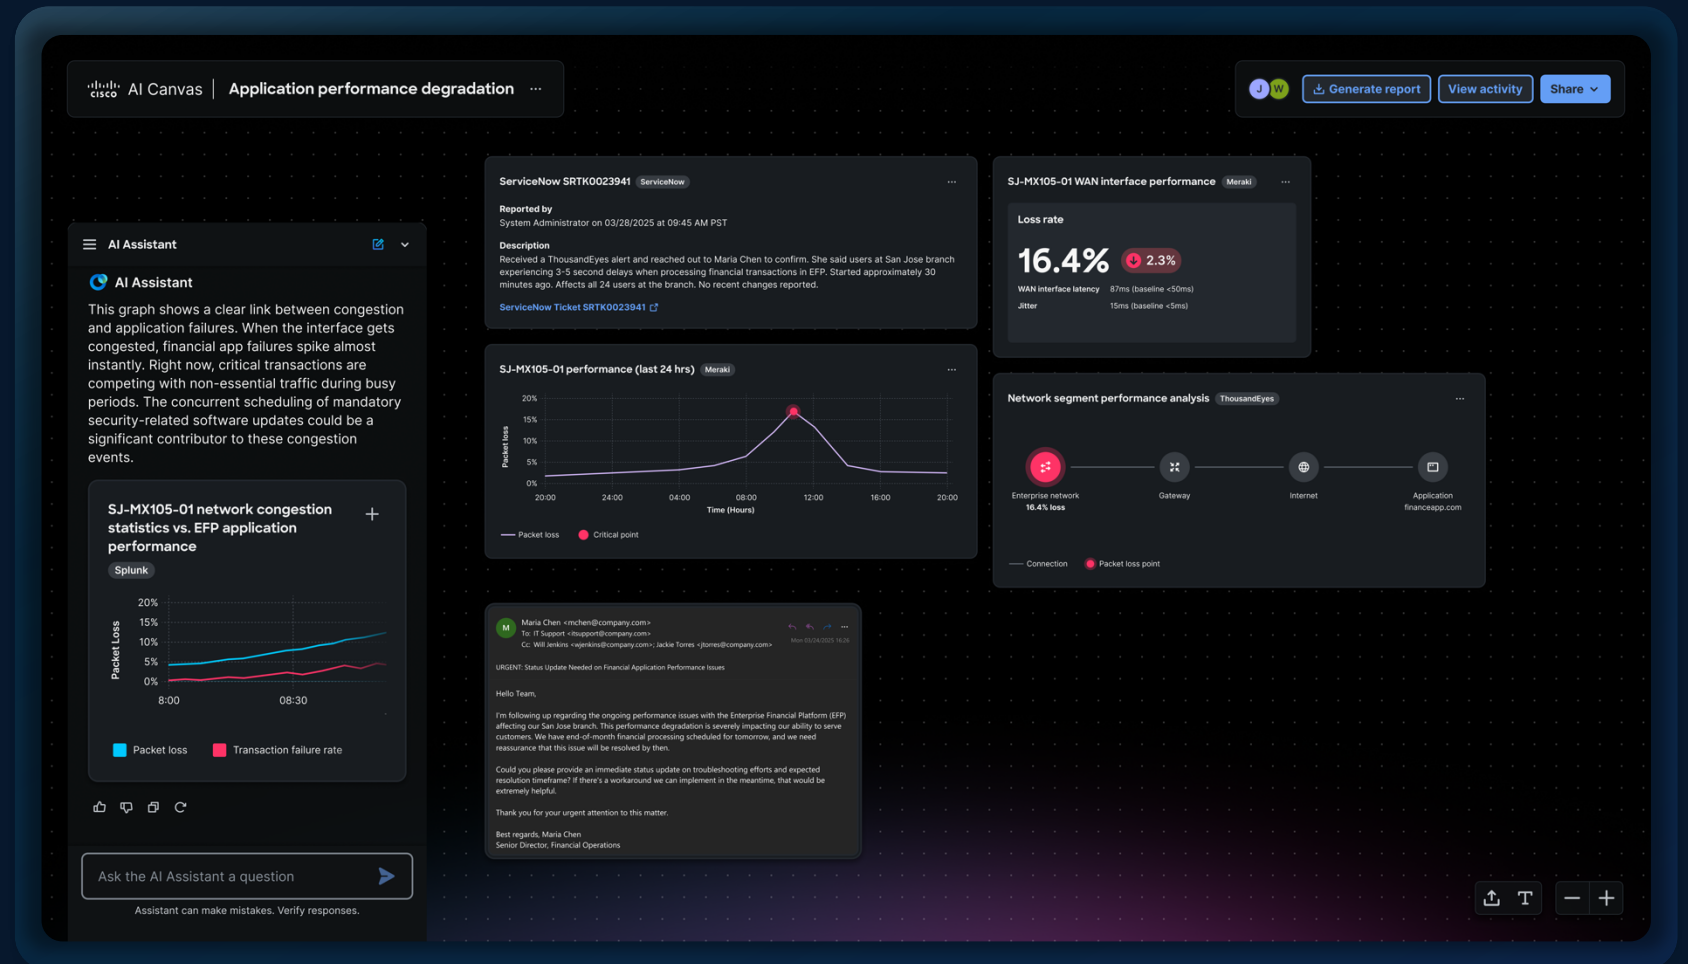 CISCO
AI Canvas
Application performance degradation
J
W
Generate report
View activity
Share
AI Assistant
AI Assistant
This graph shows a clear link between congestion
and application failures. When the interface gets
congested, financial app failures spike almost
instantly. Right now, critical transactions are
competing with non-essential traffic during busy
periods. The concurrent scheduling of mandatory
security-related software updates could be a
significant contributor to these congestion
events.
SJ-MX105-01 network congestion
statistics vs. EFP application
performance
Splunk
Packet Loss
20%
15%
10%
5%
0%
8:00
08:30
Packet loss
Transaction failure rate
Ask the AI Assistant a question
Assistant can make mistakes. Verify responses.
ServiceNow SRTK0023941
ServiceNow
Reported by
System Administrator on 03/28/2025 at 09:45 AM PST
Description
Received a ThousandEyes alert and reached out to Maria Chen to confirm. She said users at San Jose branch
experiencing 3-5 second delays when processing financial transactions in EFP. Started approximately 30
minutes ago. Affects all 24 users at the branch. No recent changes reported.
ServiceNow Ticket SRTK0023941
SJ-MX105-01 performance (last 24 hrs)
Meraki
Packet loss
20%
15%
10%
5%
0%
20:00
24:00
04:00
08:00
12:00
16:00
20:00
Time (Hours)
Packet loss
Critical point
M
Maria Chen <mchen@company.com>
To: IT Support <itsupport@company.com>
Cc: Will Jenkins <wjenkins@company.com>; Jackie Torres <jtorres@company.com>
URGENT: Status Update Needed on Financial Application Performance Issues
Hello Team,
I'm following up regarding the ongoing performance issues with the Enterprise Financial Platform (EFP)
affecting our San Jose branch. This performance degradation is severely impacting our ability to serve
customers. We have end-of-month financial processing scheduled for tomorrow, and we need
reassurance that this issue will be resolved by then.
Could you please provide an immediate status update on troubleshooting efforts and expected
resolution timeframe? If there's a workaround we can implement in the meantime, that would be
extremely helpful.
Thank you for your urgent attention to this matter.
Best regards, Maria Chen
Senior Director, Financial Operations
SJ-MX105-01 WAN interface performance
Meraki
Loss rate
16.4%
2.3%
WAN interface latency 87ms (baseline <50ms)
Jitter 15ms (baseline <5ms)
Network segment performance analysis
ThousandEyes
Enterprise network
16.4% loss
Gateway
Internet
Application
financeapp.com
Connection
Packet loss point
T